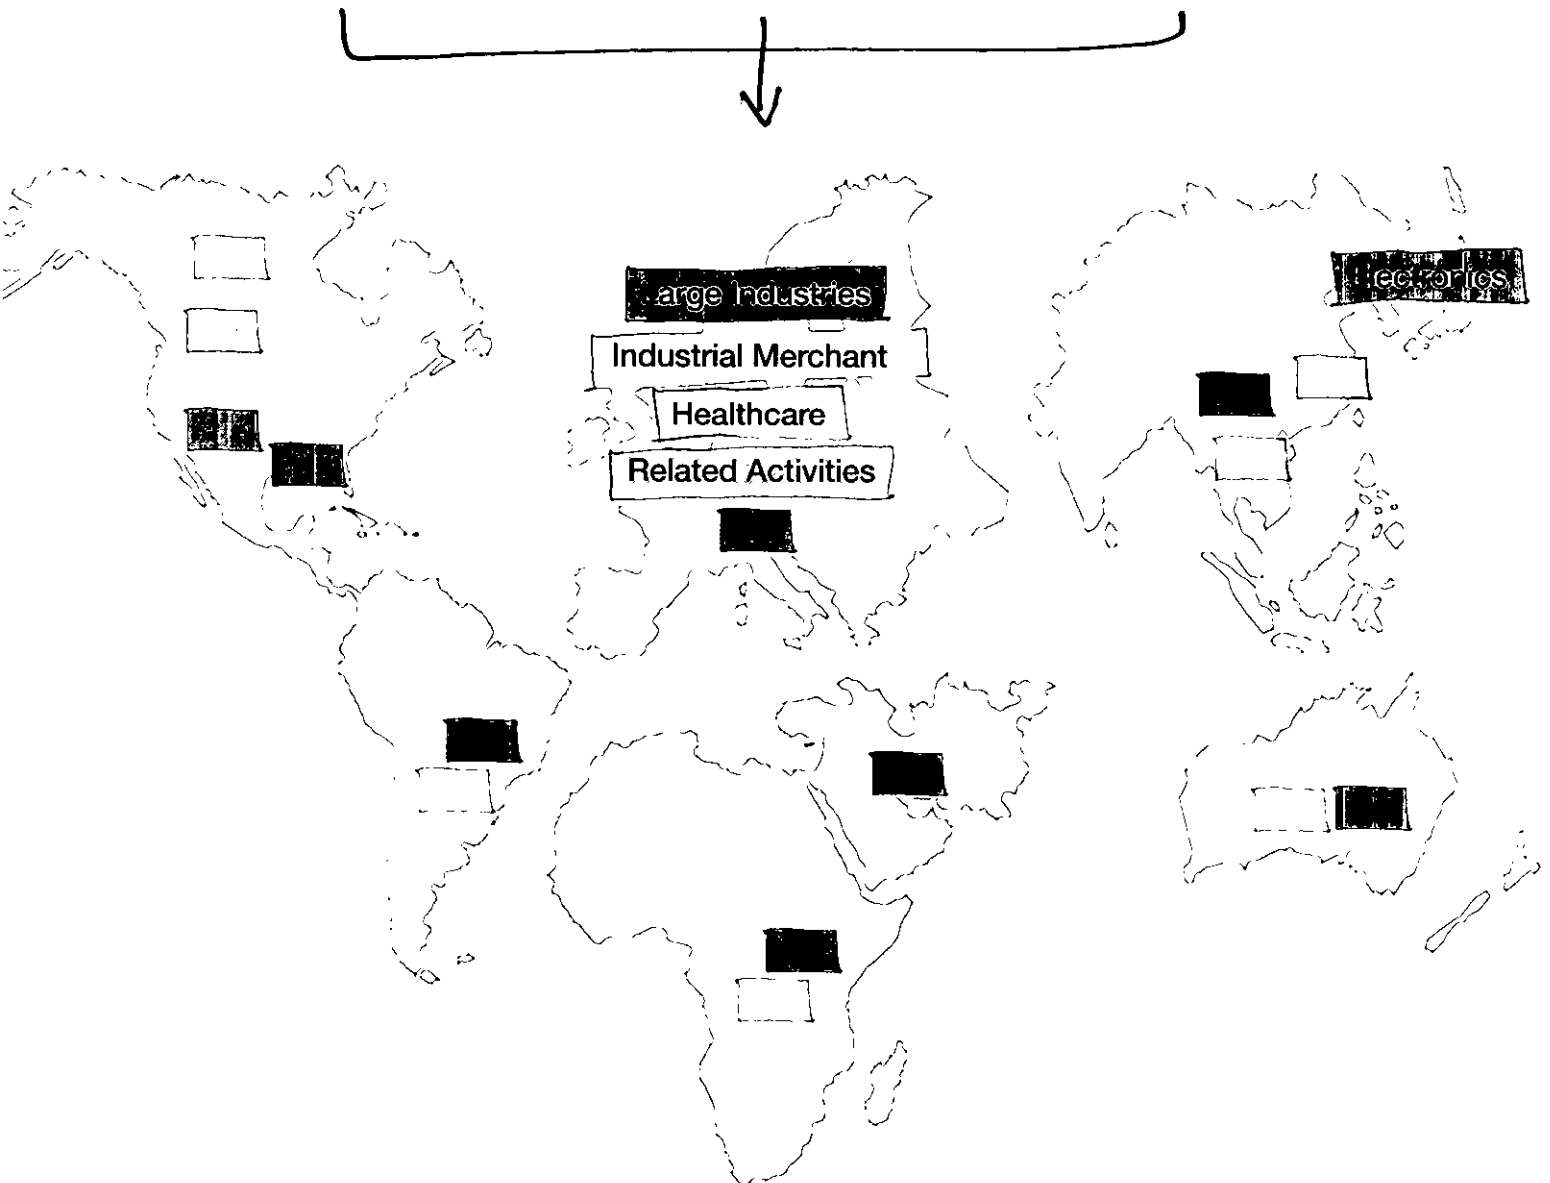 Large Industries
Electronics
Industrial Merchant
Healthcare
Related Activities